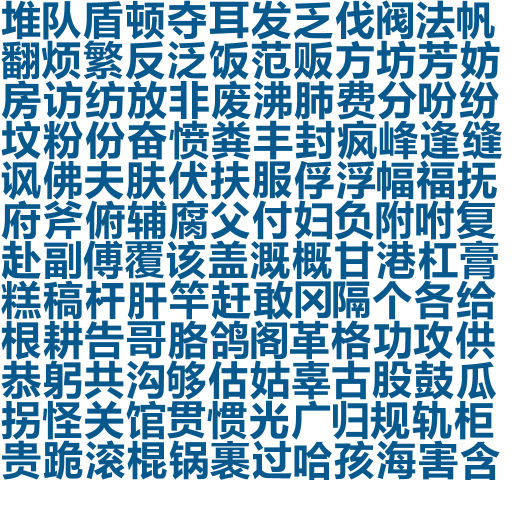 堆队盾顿夺耳发乏伐阀法帆
翻烦繁反泛饭范贩方坊芳妨
房访纺放非废沸肺费分吩纷
坟粉份奋愤粪丰封疯峰逢缝
讽佛夫肤伏扶服俘浮幅福抚
府斧俯辅腐父付妇负附咐复
赴副傅覆该盖溉概甘港杠膏
糕稿杆肝竿赶敢冈隔个各给
根耕告哥胳鸽阁革格功攻供
恭躬共沟够估姑辜古股鼓瓜
拐怪关馆贯惯光广归规轨柜
贵跪滚棍锅裹过哈孩海害含